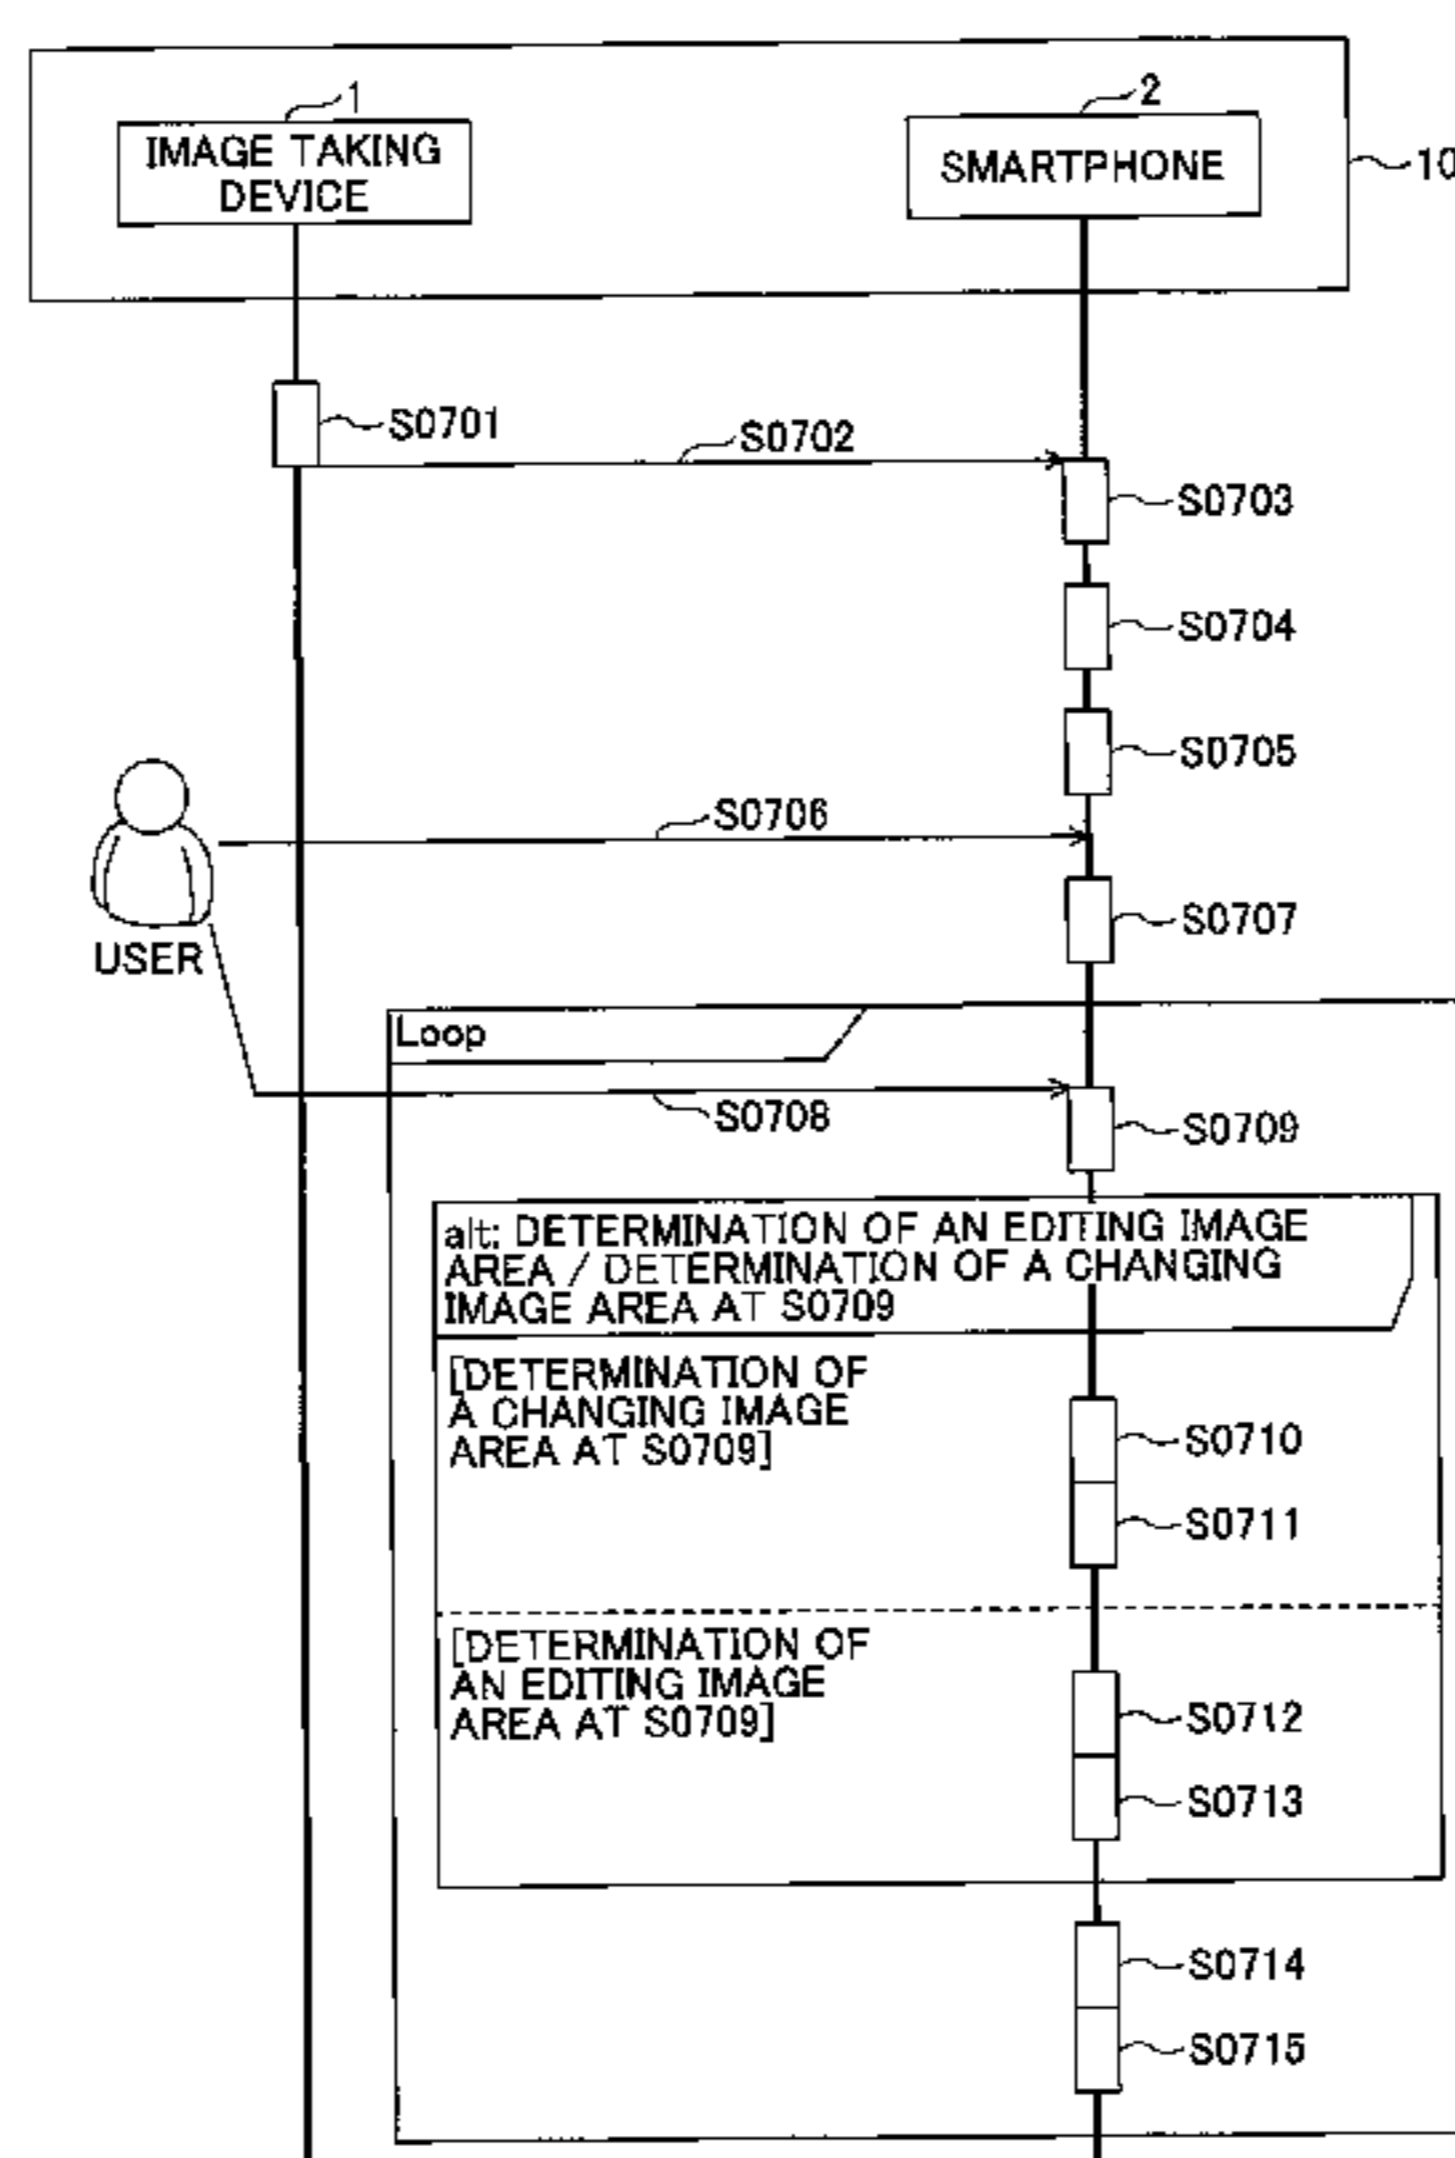 1
2
IMAGE TAKING
DEVICE
SMARTPHONE
10
S0701
S0702
S0703
S0704
S0705
S0706
S0707
USER
Loop
S0708
S0709
alt: DETERMINATION OF AN EDITING IMAGE
AREA / DETERMINATION OF A CHANGING
IMAGE AREA AT S0709
[DETERMINATION OF
A CHANGING IMAGE
AREA AT S0709]
S0710
S0711
[DETERMINATION OF
AN EDITING IMAGE
AREA AT S0709]
S0712
S0713
S0714
S0715